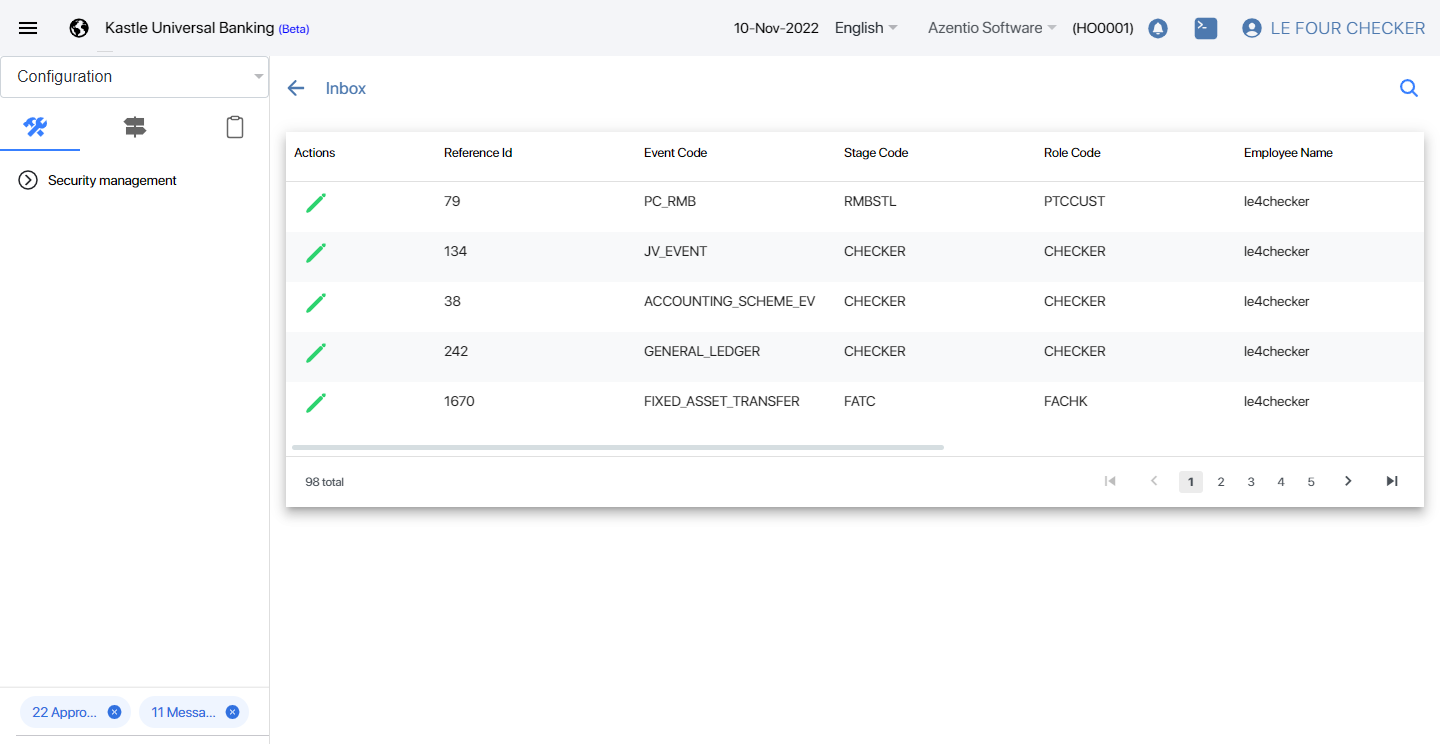 Kastle Universal Banking (Beta) 10-Nov-2022 English Azentio Software (HO0001) LE FOUR CHECKER
Configuration
Inbox
Security management
Actions Reference Id Event Code Stage Code Role Code Employee Name
79 PC_RMB RMBSTL PTCCUST le4checker
134 JV_EVENT CHECKER CHECKER le4checker
38 ACCOUNTING_SCHEME_EV CHECKER CHECKER le4checker
242 GENERAL_LEDGER CHECKER CHECKER le4checker
1670 FIXED_ASSET_TRANSFER FATC FACHK le4checker
98 total 1 2 3 4 5
22 Appro... 11 Messa...